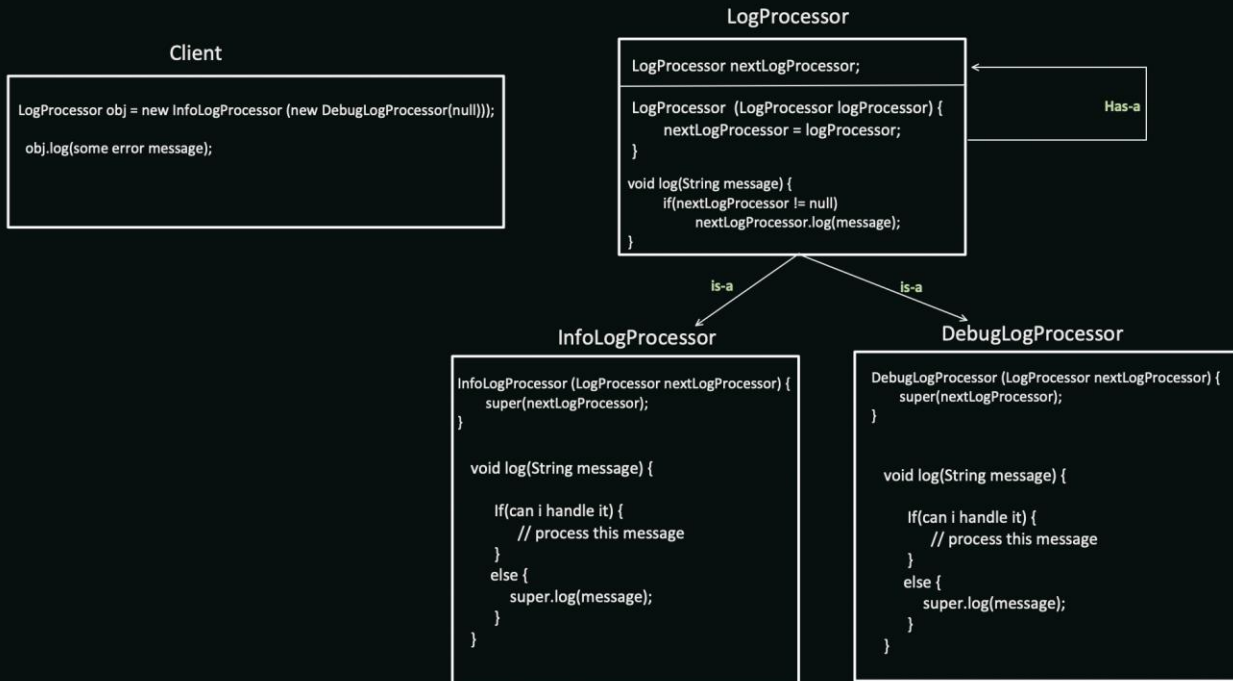 Client
LogProcessor obj = new InfoLogProcessor (new DebugLogProcessor(null)));
obj.log(some error message);
LogProcessor
LogProcessor nextLogProcessor;
LogProcessor (LogProcessor logProcessor) {
nextLogProcessor = logProcessor;
}
void log(String message) {
if(nextLogProcessor != null)
nextLogProcessor.log(message);
}
Has-a
is-a
is-a
InfoLogProcessor
InfoLogProcessor (LogProcessor nextLogProcessor) {
super(nextLogProcessor);
}
void log(String message) {
If(can i handle it) {
// process this message
}
else {
super.log(message);
}
}
DebugLogProcessor
DebugLogProcessor (LogProcessor nextLogProcessor) {
super(nextLogProcessor);
}
void log(String message) {
If(can i handle it) {
// process this message
}
else {
super.log(message);
}
}